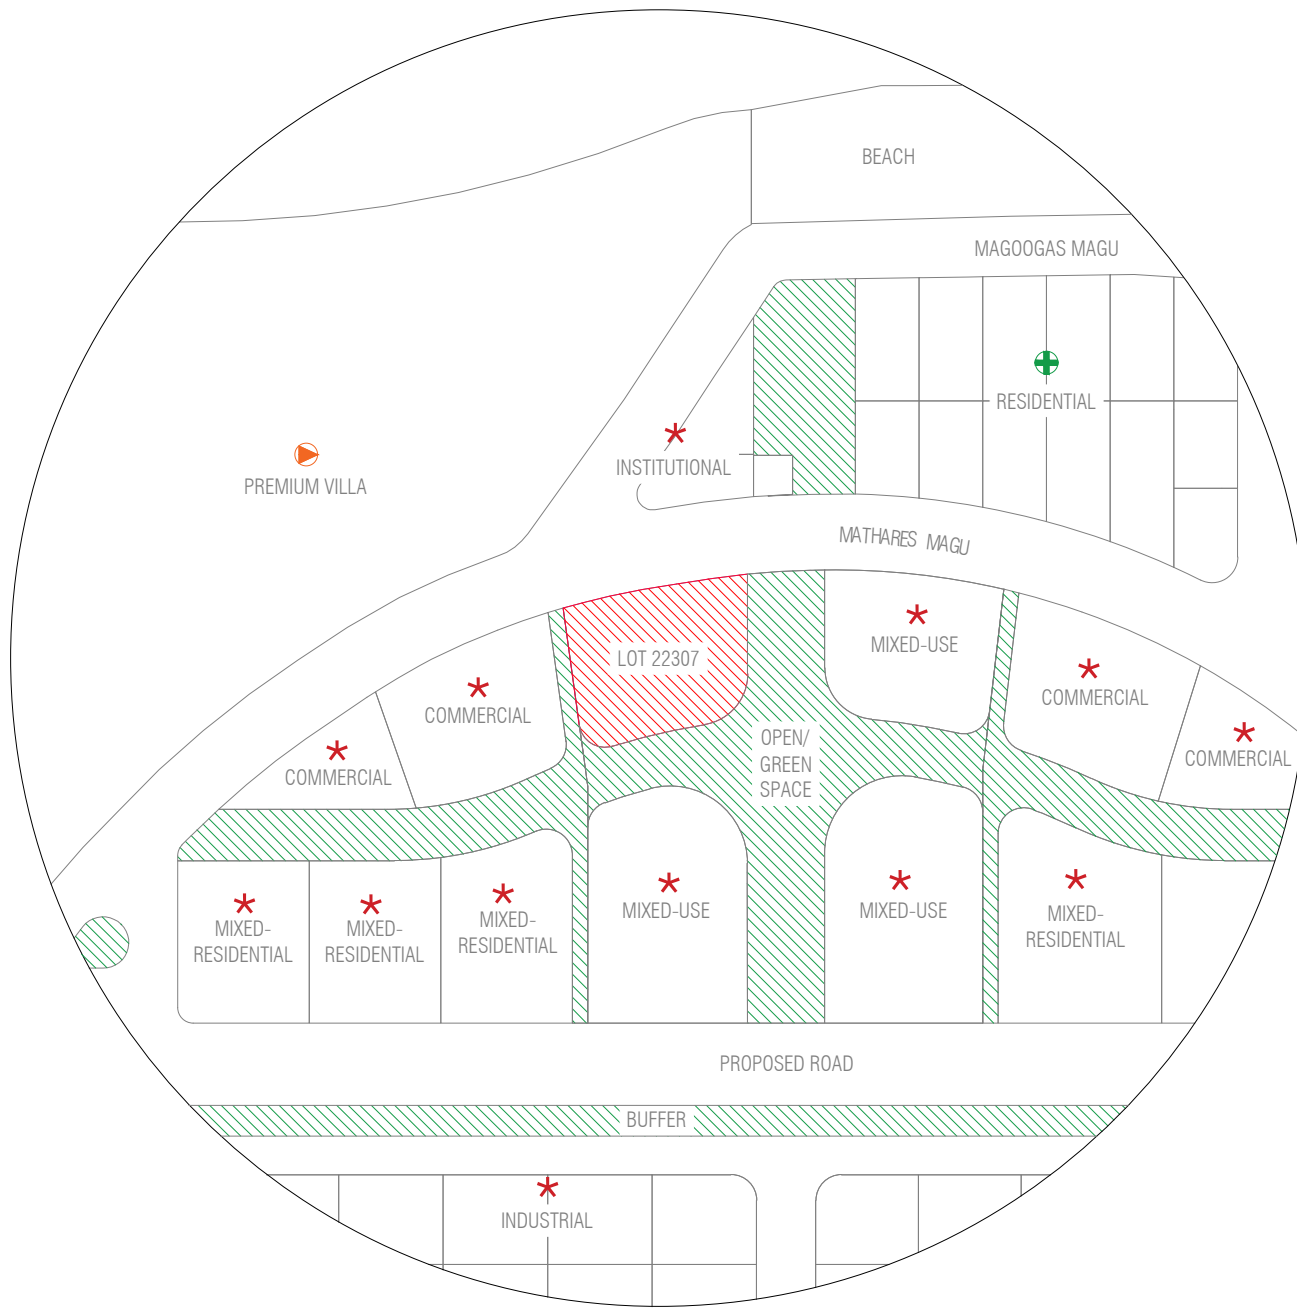 BEACH
MAGOOGAS MAGU
RESIDENTIAL
INSTITUTIONAL
PREMIUM VILLA
MATHARES MAGU
LOT 22307
MIXED-USE
COMMERCIAL
COMMERCIAL
COMMERCIAL
COMMERCIAL
OPEN/
GREEN
SPACE
MIXED-
RESIDENTIAL
MIXED-
RESIDENTIAL
MIXED-
RESIDENTIAL
MIXED-USE
MIXED-USE
MIXED-
RESIDENTIAL
PROPOSED ROAD
BUFFER
INDUSTRIAL